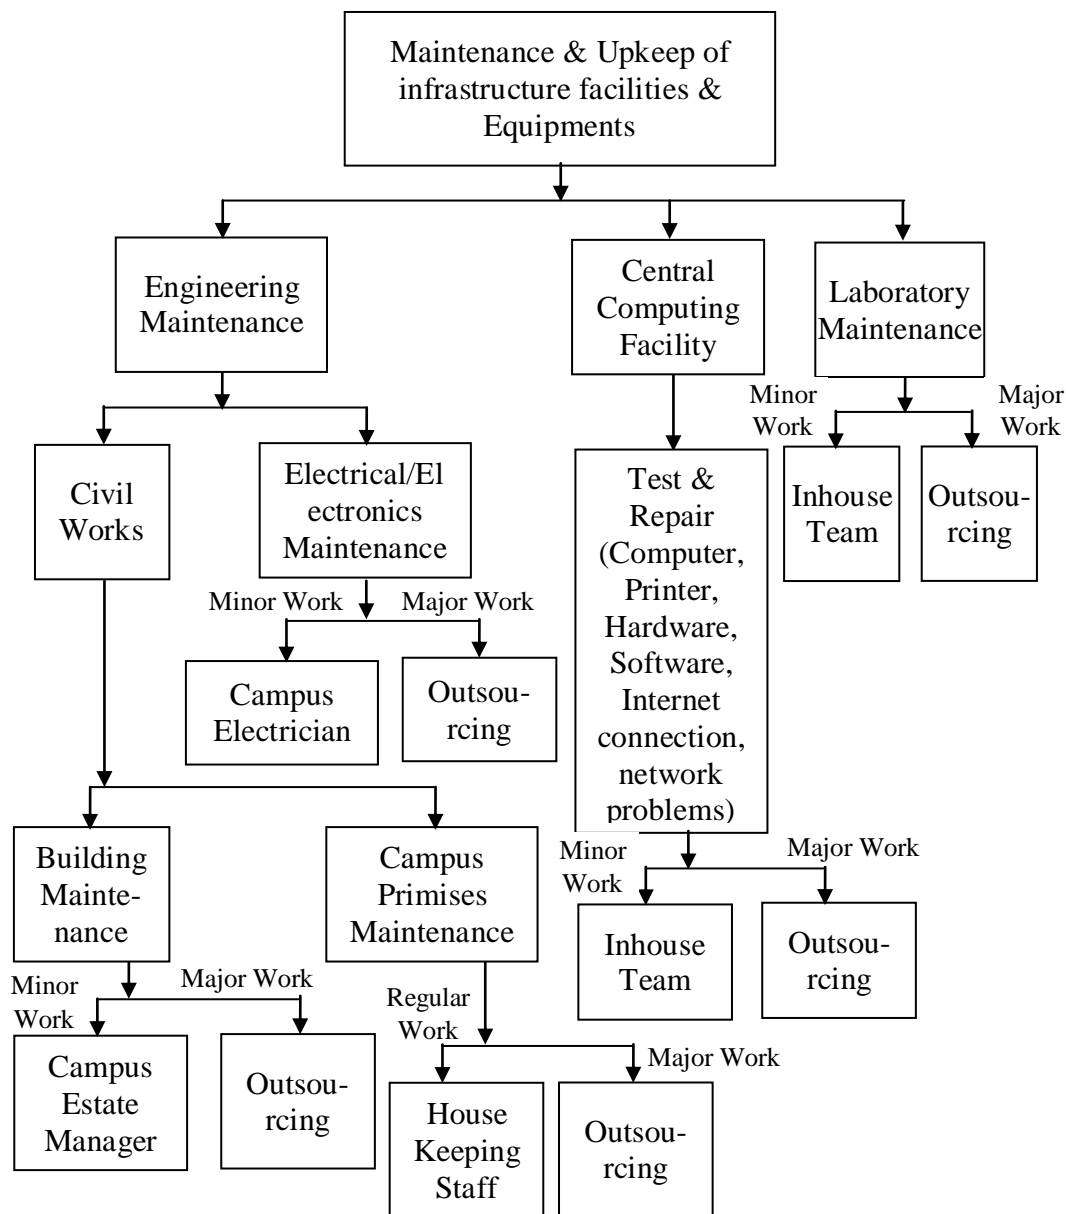 Maintenance & Upkeep of
infrastructure facilities &
Equipments
Engineering
Maintenance
Central
Computing
Facility
Laboratory
Maintenance
Minor
Work
Major
Work
Civil
Works
Electrical/El
ectronics
Maintenance
Test &
Repair
(Computer,
Printer,
Hardware,
Software,
Internet
connection,
network
problems)
Inhouse
Team
Outsou-
rcing
Minor Work
Major Work
Campus
Electrician
Outsou-
rcing
Building
Mainte-
nance
Campus
Primises
Maintenance
Minor
Work
Major Work
Inhouse
Team
Outsou-
rcing
Minor
Work
Major Work
Regular
Work
Major Work
Campus
Estate
Manager
Outsou-
rcing
House
Keeping
Staff
Outsou-
rcing